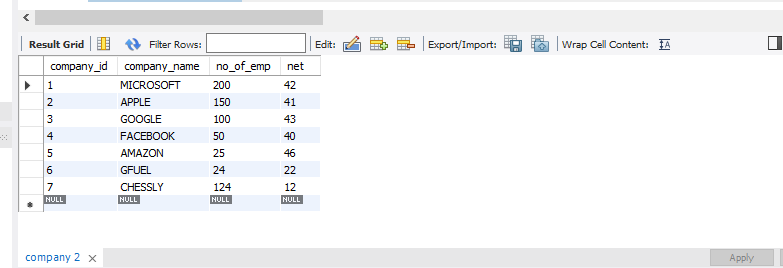 Result Grid Filter Rows: Edit: Export/Import: Wrap Cell Content: IA
company_id company_name no_of_emp net
1 MICROSOFT 200 42
2 APPLE 150 41
3 GOOGLE 100 43
4 FACEBOOK 50 40
5 AMAZON 25 46
6 GFUEL 24 22
7 CHESSLY 124 12
NULL NULL NULL NULL
company 2 Apply